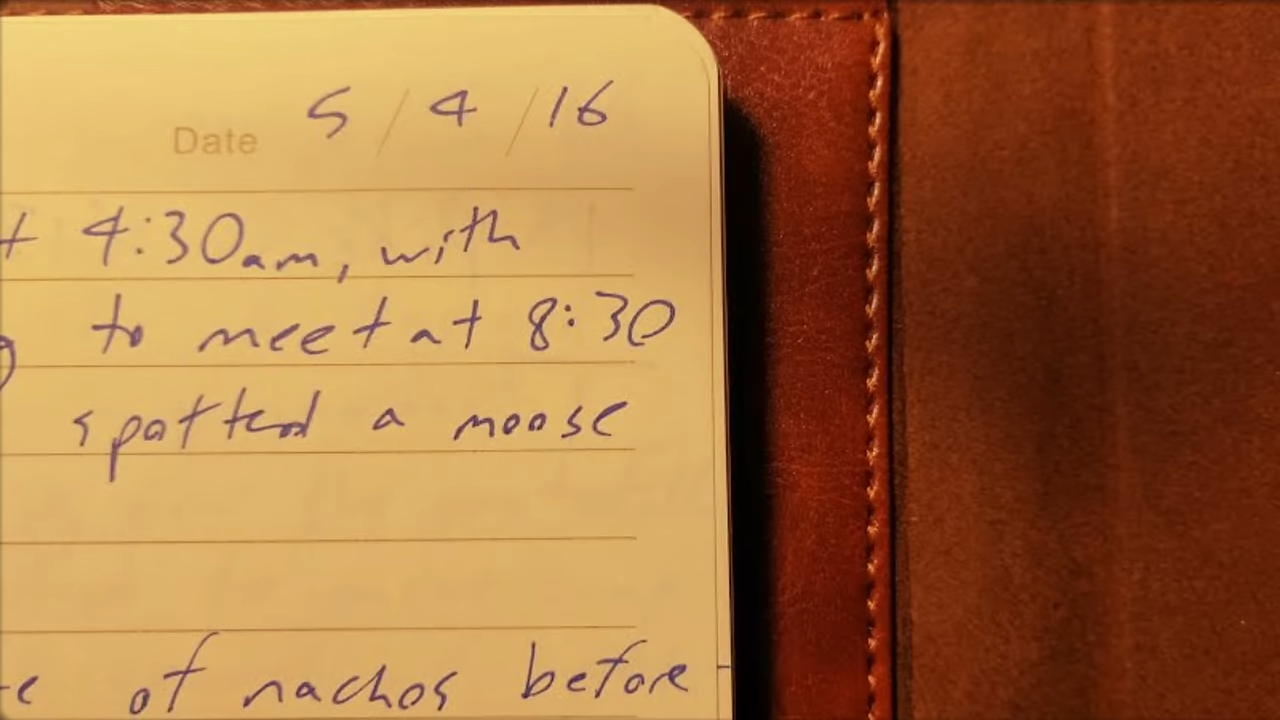 Date 5/4/16
4:30am, with
to meet at 8:30
spotted a moose
of nachos before